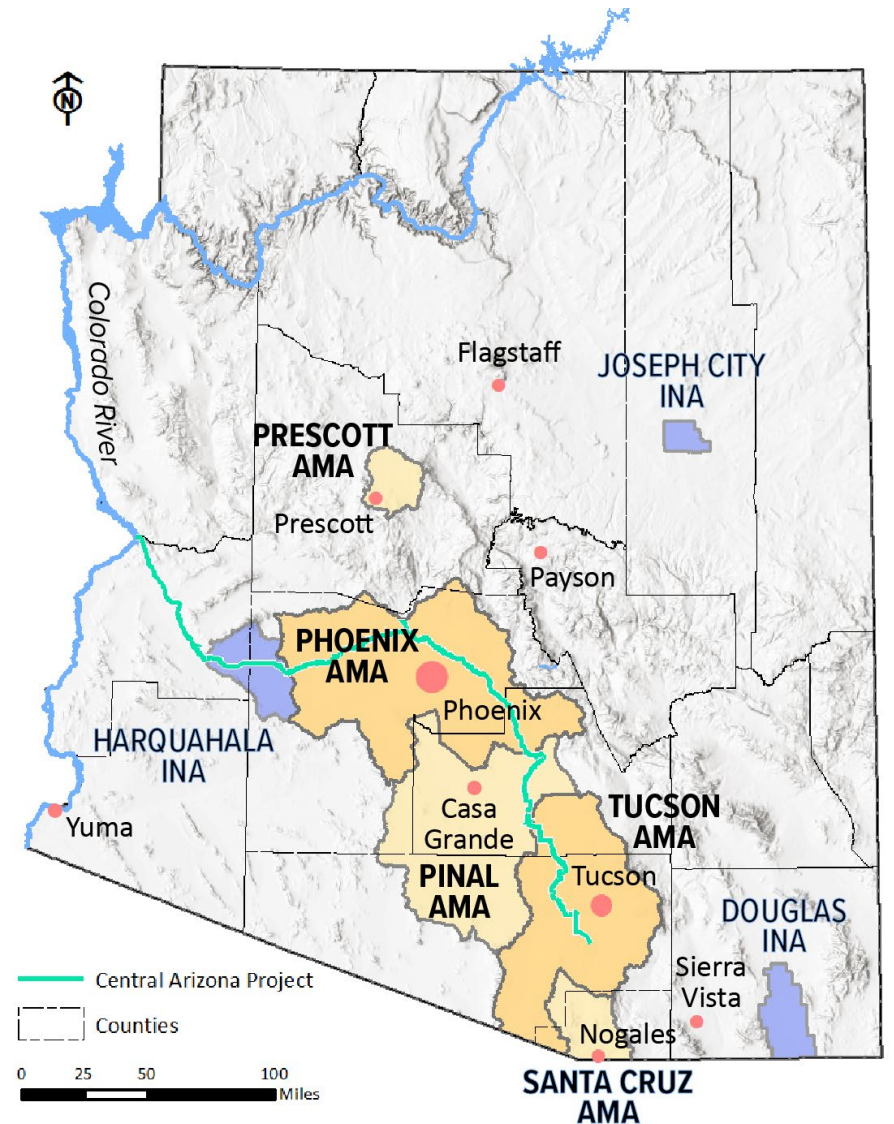 N
Colorado River
Flagstaff
JOSEPH CITY
INA
PRESCOTT
AMA
Prescott
Payson
PHOENIX
AMA
Phoenix
HARQUAHALA
INA
Yuma
Casa
Grande
TUCSON
AMA
PINAL
AMA
Tucson
DOUGLAS
INA
Sierra
Vista
Nogales
SANTA CRUZ
AMA
Central Arizona Project
Counties
0 25 50 100
Miles